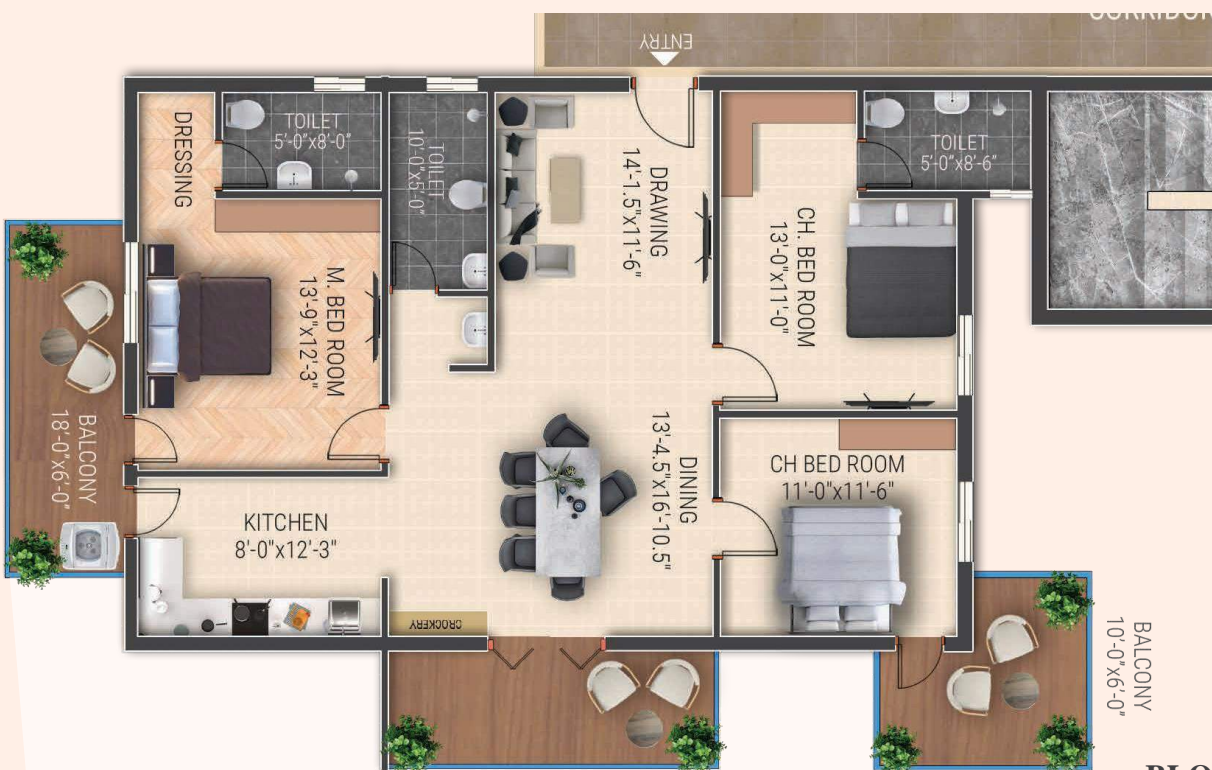 CORRIDOR
ENTRY
DRESSING
TOILET
5'-0"x8'-0"
TOILET
10'-0"x5'-0"
DRAWING
14'-1.5"x11'-6"
TOILET
5'-0"x8'-6"
M. BED ROOM
13'-9"x12'-3"
CH. BED ROOM
13'-0"x11'-0"
BALCONY
18'-0"x6'-0"
KITCHEN
8'-0"x12'-3"
DINING
13'-4.5"x16'-10.5"
CH BED ROOM
11'-0"x11'-6"
CROCKERY
BALCONY
10'-0"x6'-0"